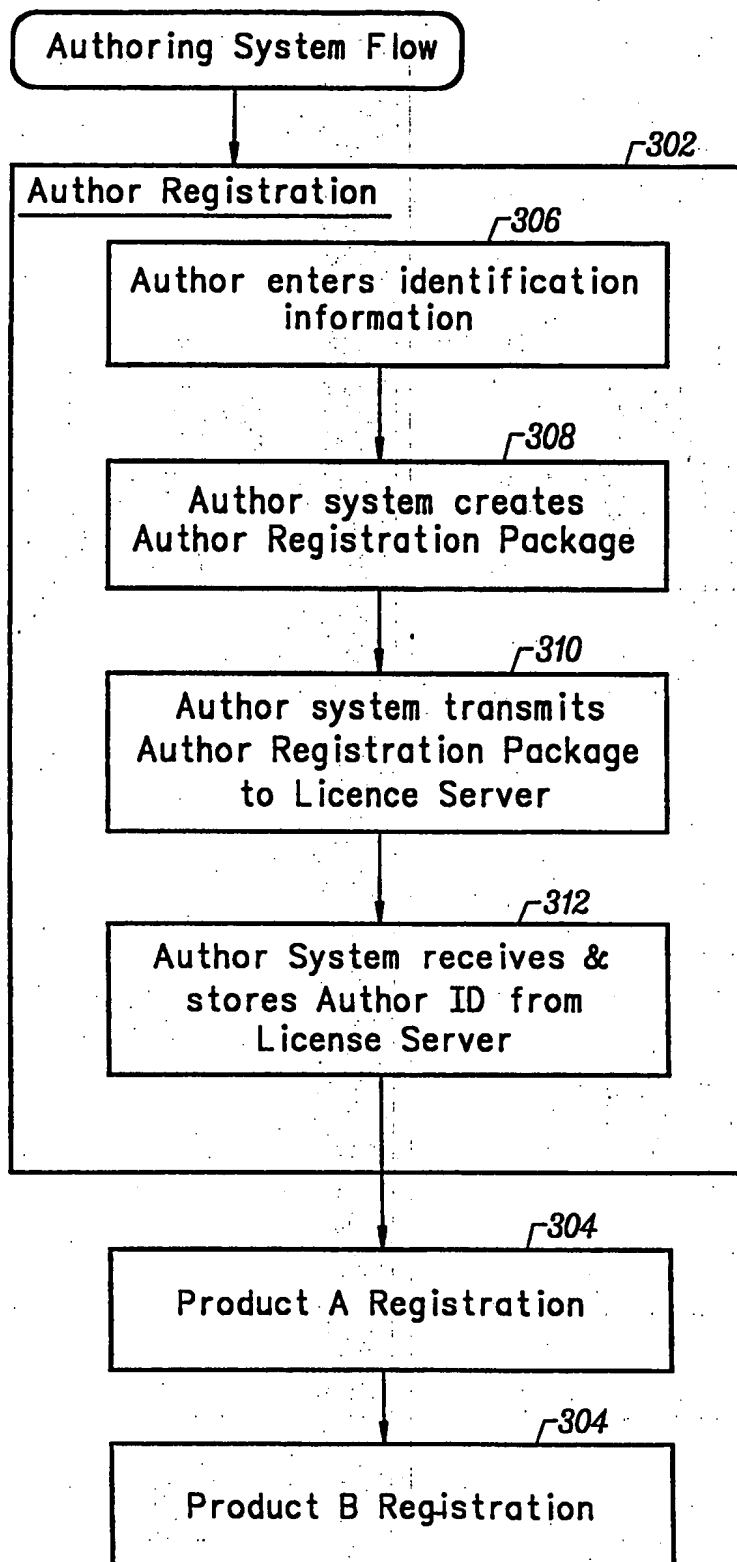 Authoring System Flow
302
Author Registration
306
Author enters identification
information
308
Author system creates
Author Registration Package
310
Author system transmits
Author Registration Package
to Licence Server
312
Author System receives &
stores Author ID from
License Server
304
Product A Registration
304
Product B Registration